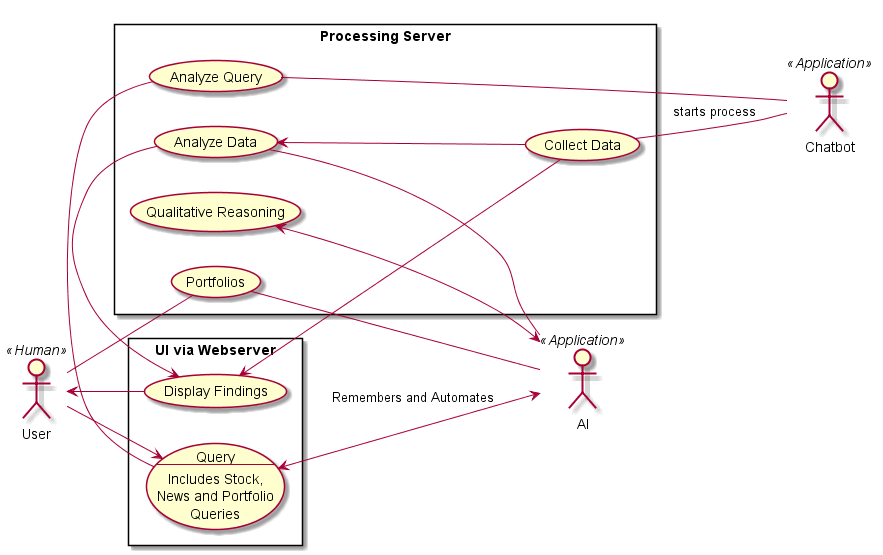 Processing Server
«Application»
Analyze Query
starts process
Chatbot
Analyze Data
Collect Data
Qualitative Reasoning
Portfolios
«Human»
User
UI via Webserver
«Application»
AI
Display Findings
Remembers and Automates
Query
Includes Stock,
News and Portfolio
Queries